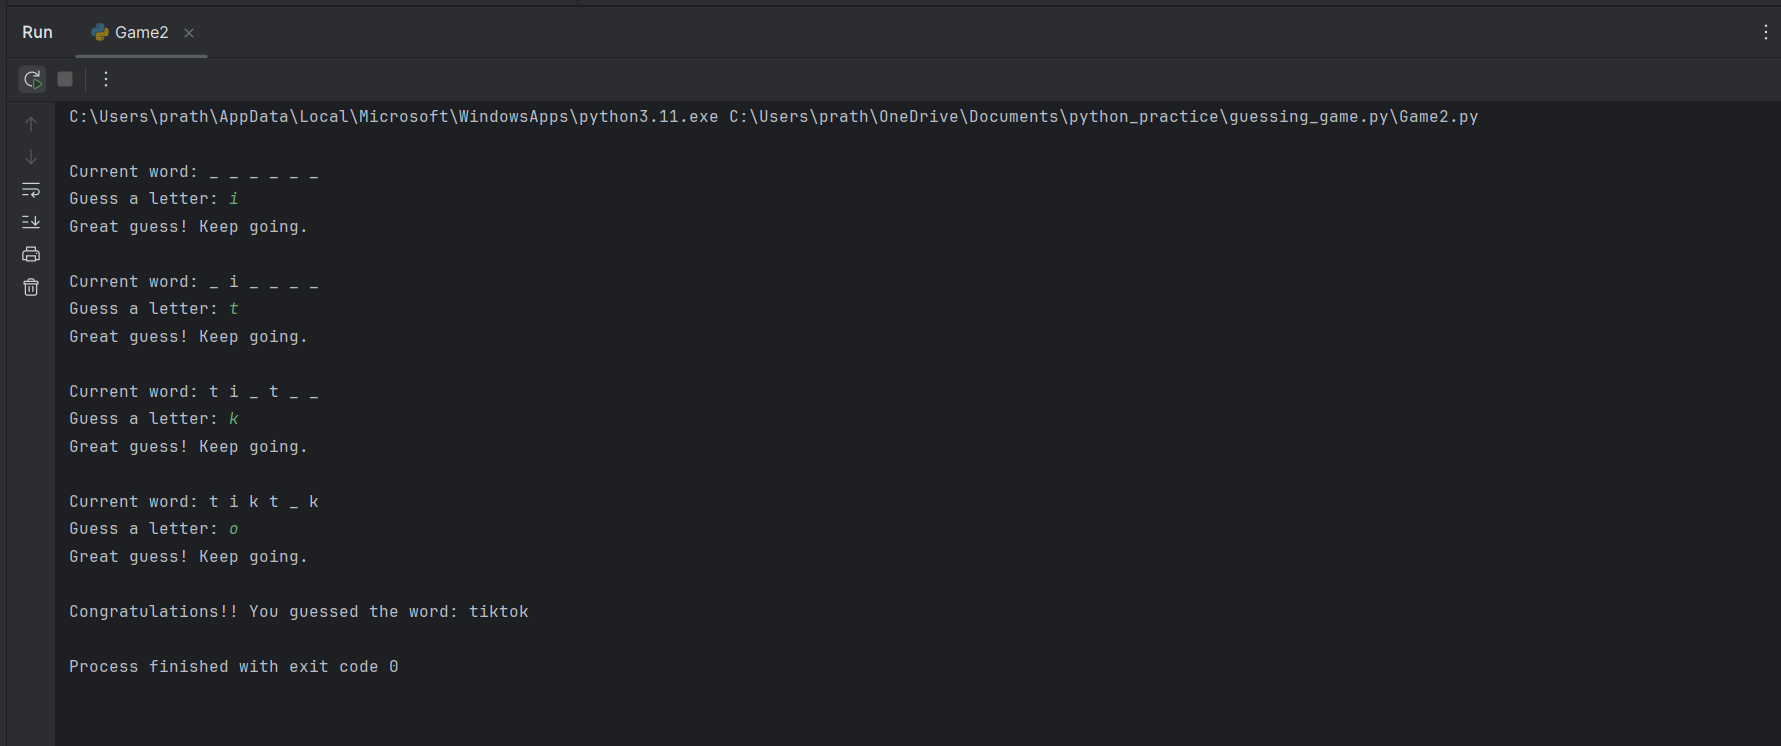 Run Game2
C:\Users\prath\AppData\Local\Microsoft\WindowsApps\python3.11.exe C:\Users\prath\OneDrive\Documents\python_practice\guessing_game.py\Game2.py
Current word: _ _ _ _ _ _
Guess a letter: i
Great guess! Keep going.
Current word: _ i _ _ _ _
Guess a letter: t
Great guess! Keep going.
Current word: t i _ t _ _
Guess a letter: k
Great guess! Keep going.
Current word: t i k t _ k
Guess a letter: o
Great guess! Keep going.
Congratulations!! You guessed the word: tiktok
Process finished with exit code 0